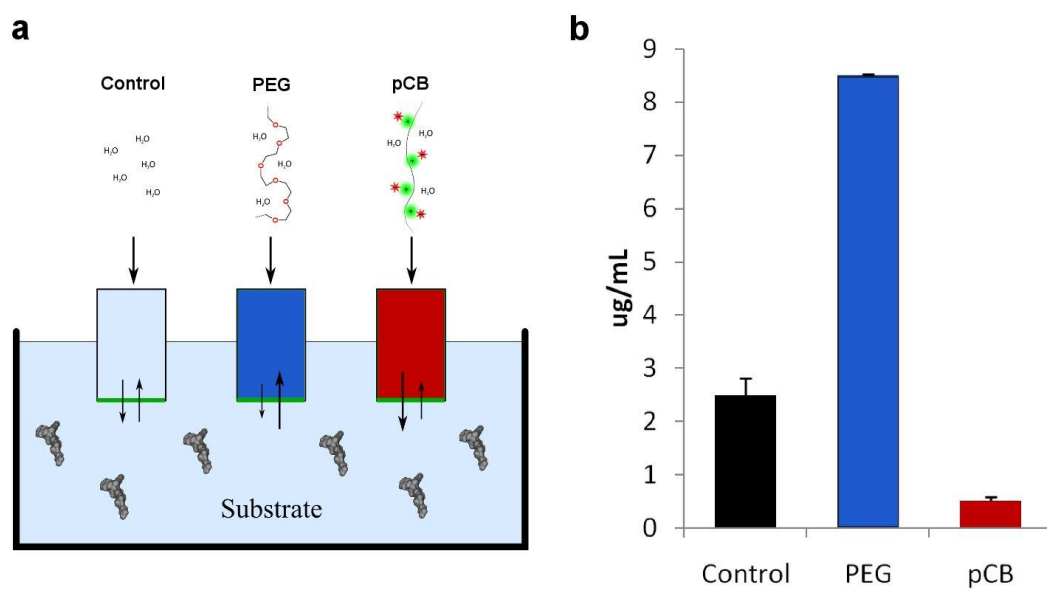 a
Control PEG pCB
H₂O
H₂O
H₂O
H₂O
H₂O
H₂O
H₂O
H₂O
H₂O
H₂O
H₂O
Substrate
b
9
8
7
6
5
4
3
2
1
0
ug/mL
Control PEG pCB